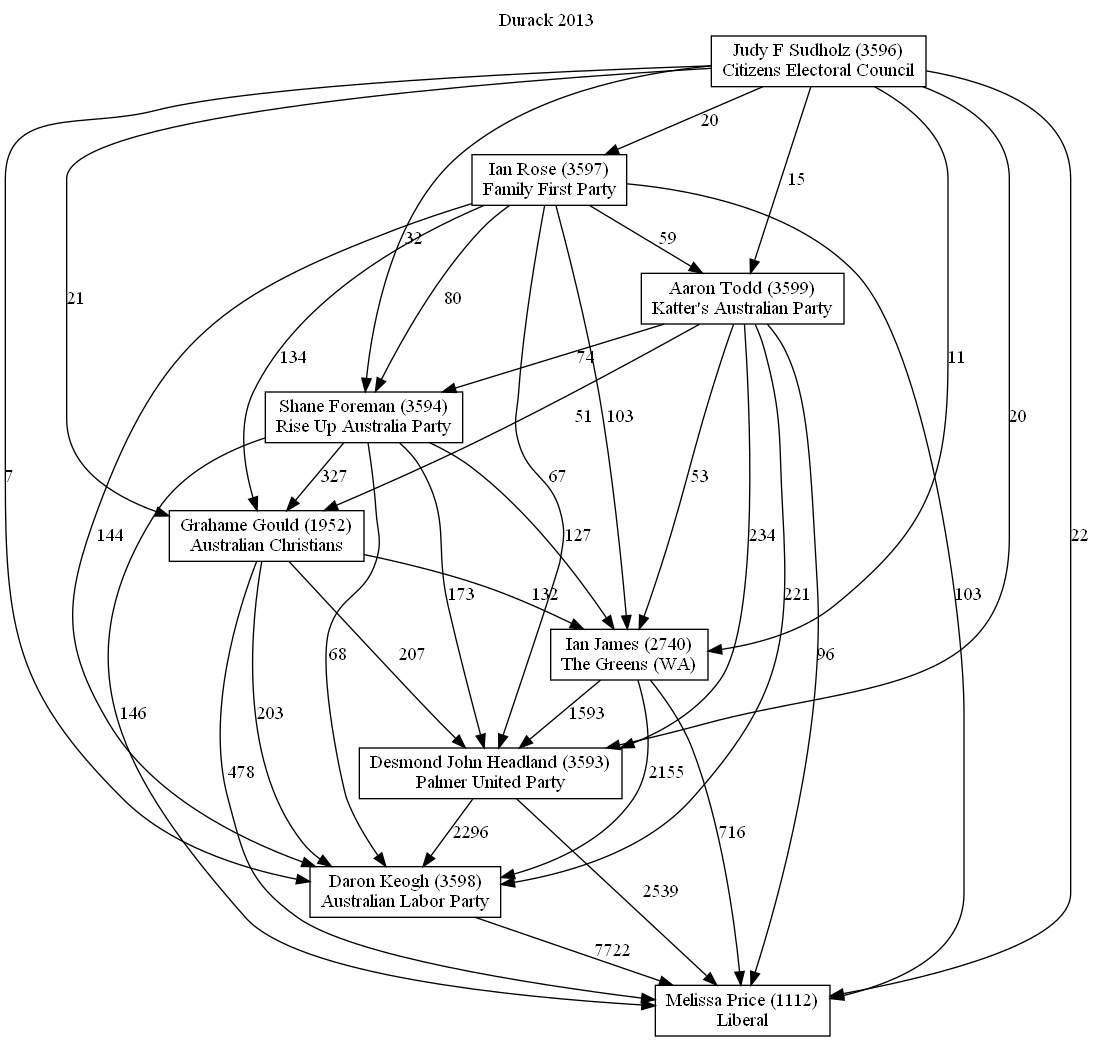 Durack 2013
Judy F Sudholz (3596)
Citizens Electoral Council
20
15
Ian Rose (3597)
Family First Party
32
59
21
80
Aaron Todd (3599)
Katter's Australian Party
134
74
11
Shane Foreman (3594)
Rise Up Australia Party
51
103
20
7
327
67
53
Grahame Gould (1952)
Australian Christians
144
127
234
22
173
132
221
103
Ian James (2740)
The Greens (WA)
68
207
96
146
203
1593
Desmond John Headland (3593)
Palmer United Party
478
2155
2296
716
Daron Keogh (3598)
Australian Labor Party
2539
7722
Melissa Price (1112)
Liberal